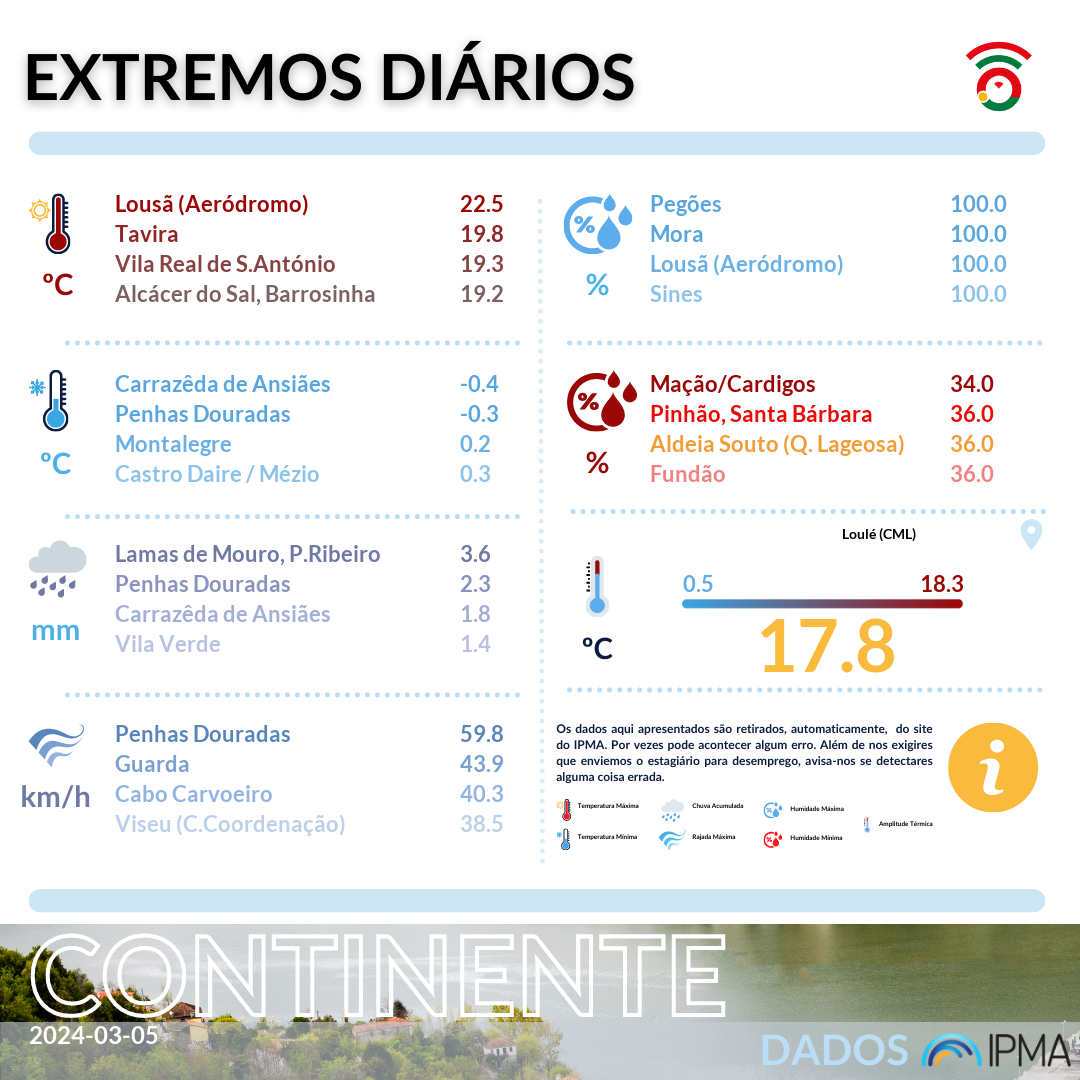 EXTREMOS DIÁRIOS
Lousã (Aeródromo) 22.5
Tavira 19.8
Vila Real de S.António 19.3
Alcácer do Sal, Barrosinha 19.2
ºC
Carrazêda de Ansiães -0.4
Penhas Douradas -0.3
Montalegre 0.2
Castro Daire / Mézio 0.3
ºC
Lamas de Mouro, P.Ribeiro 3.6
Penhas Douradas 2.3
Carrazêda de Ansiães 1.8
Vila Verde 1.4
mm
Penhas Douradas 59.8
Guarda 43.9
Cabo Carvoeiro 40.3
Viseu (C.Coordenação) 38.5
km/h
%
Pegões 100.0
Mora 100.0
Lousã (Aeródromo) 100.0
Sines 100.0
%
%
Mação/Cardigos 34.0
Pinhão, Santa Bárbara 36.0
Aldeia Souto (Q. Lageosa) 36.0
Fundão 36.0
%
Loulé (CML)
0.5 18.3
17.8
ºC
Os dados aqui apresentados são retirados, automaticamente, do site
do IPMA. Por vezes pode acontecer algum erro. Além de nos exigires
que enviemos o estagiário para desemprego, avisa-nos se detectares
alguma coisa errada.
i
Temperatura Máxima
Chuva Acumulada
Humidade Máxima
Amplitude Térmica
Temperatura Mínima
Rajada Máxima
Humidade Mínima
CONTINENTE
2024-03-05
DADOS IPMA